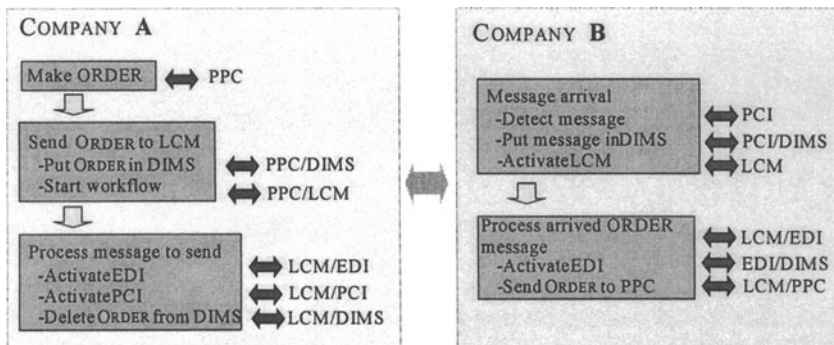 COMPANY A
Make ORDER
PPC
Send ORDER to LCM
-Put ORDER in DIMS
PPC/DIMS
-Start workflow
PPC/LCM
Process message to send
-ActivateEDI
LCM/EDI
-ActivatePCI
LCM/PCI
-Delete ORDER from DIMS
LCM/DIMS
COMPANY B
Message arrival
-Detect message
PCI
-Put message inDIMS
PCI/DIMS
-ActivateLCM
LCM
Process arrived ORDER
LCM/EDI
message
-ActivateEDI
EDI/DIMS
-Send ORDER to PPC
LCM/PPC